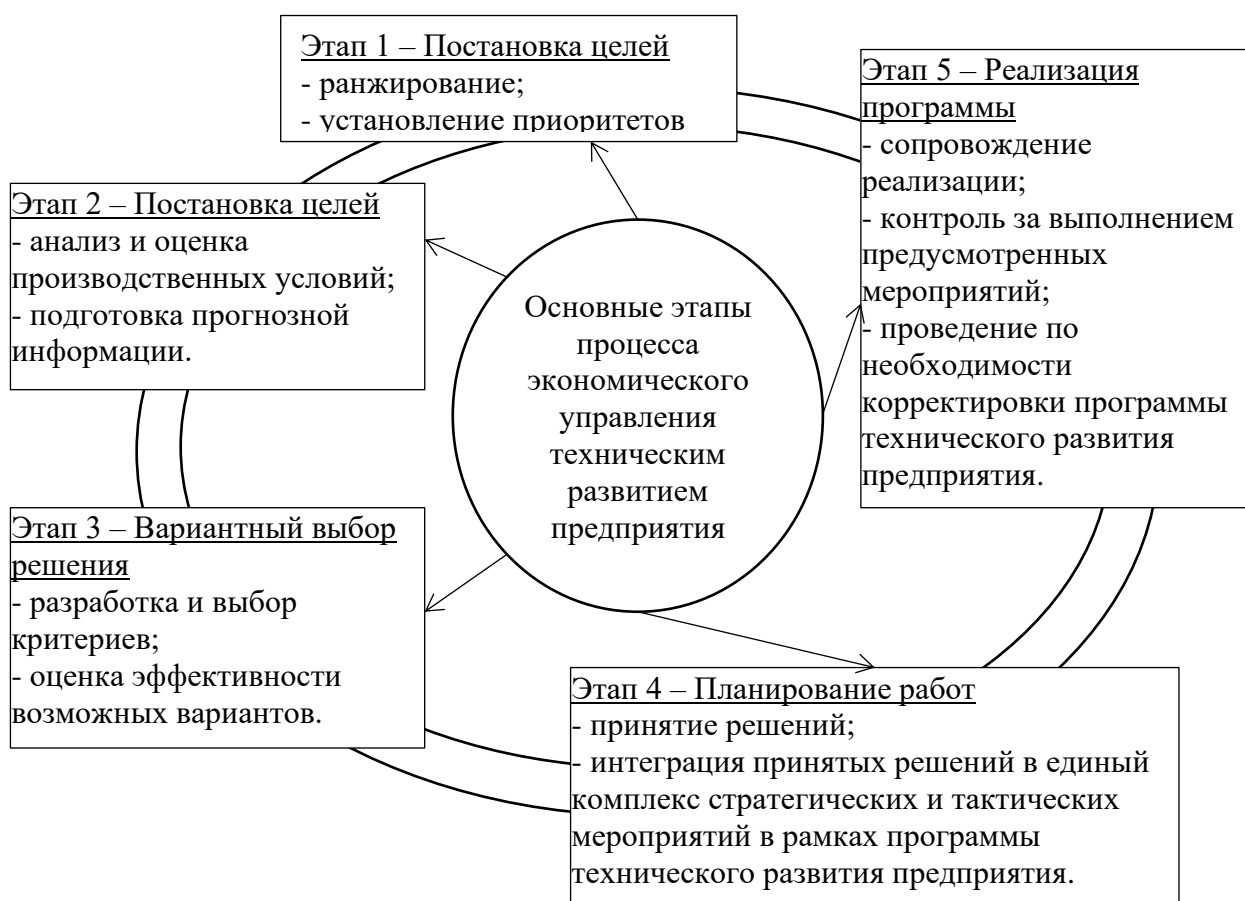 Этап 1 – Постановка целей
- ранжирование;
- установление приоритетов
Этап 2 – Постановка целей
- анализ и оценка
производственных условий;
- подготовка прогнозной
информации.
Этап 3 – Вариантный выбор
решения
- разработка и выбор
критериев;
- оценка эффективности
возможных вариантов.
Этап 4 – Планирование работ
- принятие решений;
- интеграция принятых решений в единый
комплекс стратегических и тактических
мероприятий в рамках программы
технического развития предприятия.
Этап 5 – Реализация
программы
- сопровождение
реализации;
- контроль за выполнением
предусмотренных
мероприятий;
- проведение по
необходимости
корректировки программы
технического развития
предприятия.
Основные этапы
процесса
экономического
управления
техническим
развитием
предприятия